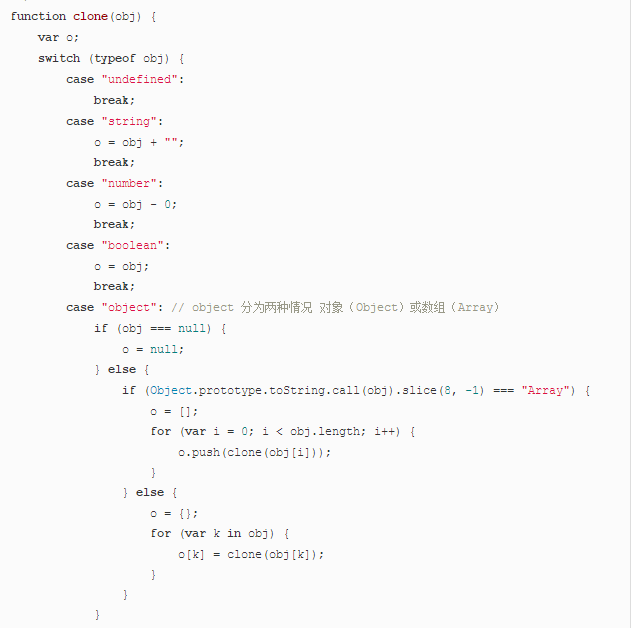 function clone(obj) {
    var o;
    switch (typeof obj) {
        case "undefined":
            break;
        case "string":
            o = obj + "";
            break;
        case "number":
            o = obj - 0;
            break;
        case "boolean":
            o = obj;
            break;
        case "object": // object 分为两种情况 对象（Object）或数组（Array）
            if (obj === null) {
                o = null;
            } else {
                if (Object.prototype.toString.call(obj).slice(8, -1) === "Array") {
                    o = [];
                    for (var i = 0; i < obj.length; i++) {
                        o.push(clone(obj[i]));
                    }
                } else {
                    o = {};
                    for (var k in obj) {
                        o[k] = clone(obj[k]);
                    }
                }
            }